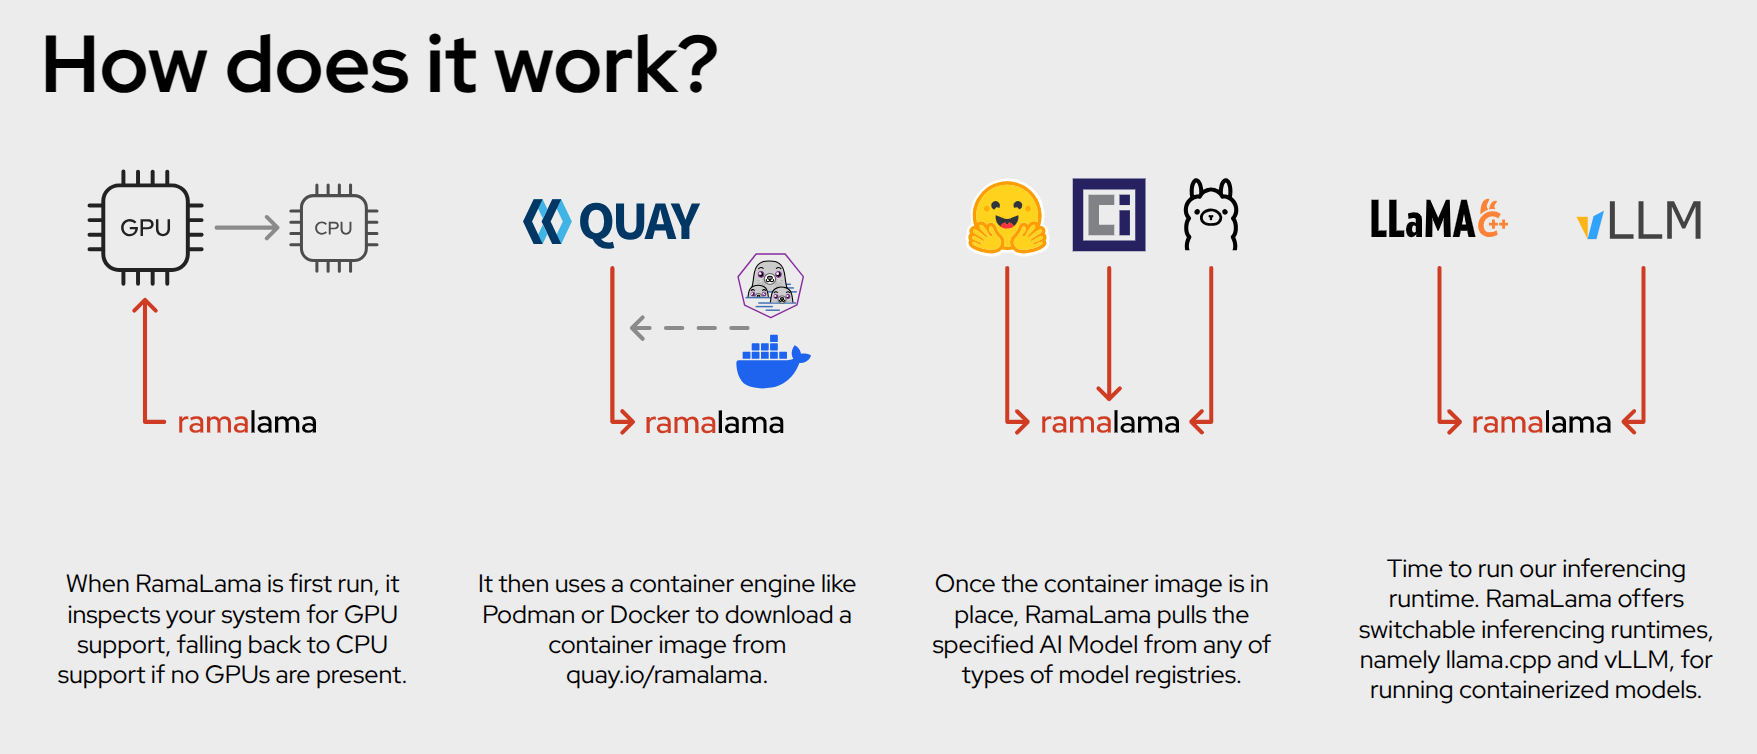 How does it work?
GPU
CPU
ramalama
When RamaLama is first run, it
inspects your system for GPU
support, falling back to CPU
support if no GPUs are present.
QUAY
ramalama
It then uses a container engine like
Podman or Docker to download a
container image from
quay.io/ramalama.
Ci
ramalama
Once the container image is in
place, RamaLama pulls the
specified AI Model from any of
types of model registries.
LLaMA C++
vLLM
ramalama
Time to run our inferencing
runtime. RamaLama offers
switchable inferencing runtimes,
namely llama.cpp and vLLM, for
running containerized models.